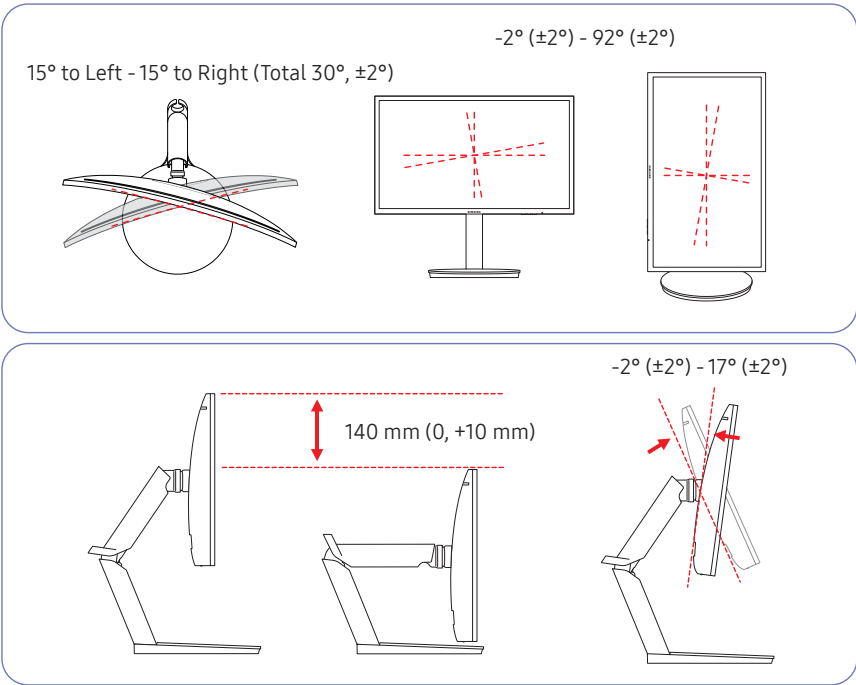 -2° (±2°) - 92° (±2°)
15° to Left - 15° to Right (Total 30°, ±2°)
-2° (±2°) - 17° (±2°)
140 mm (0, +10 mm)